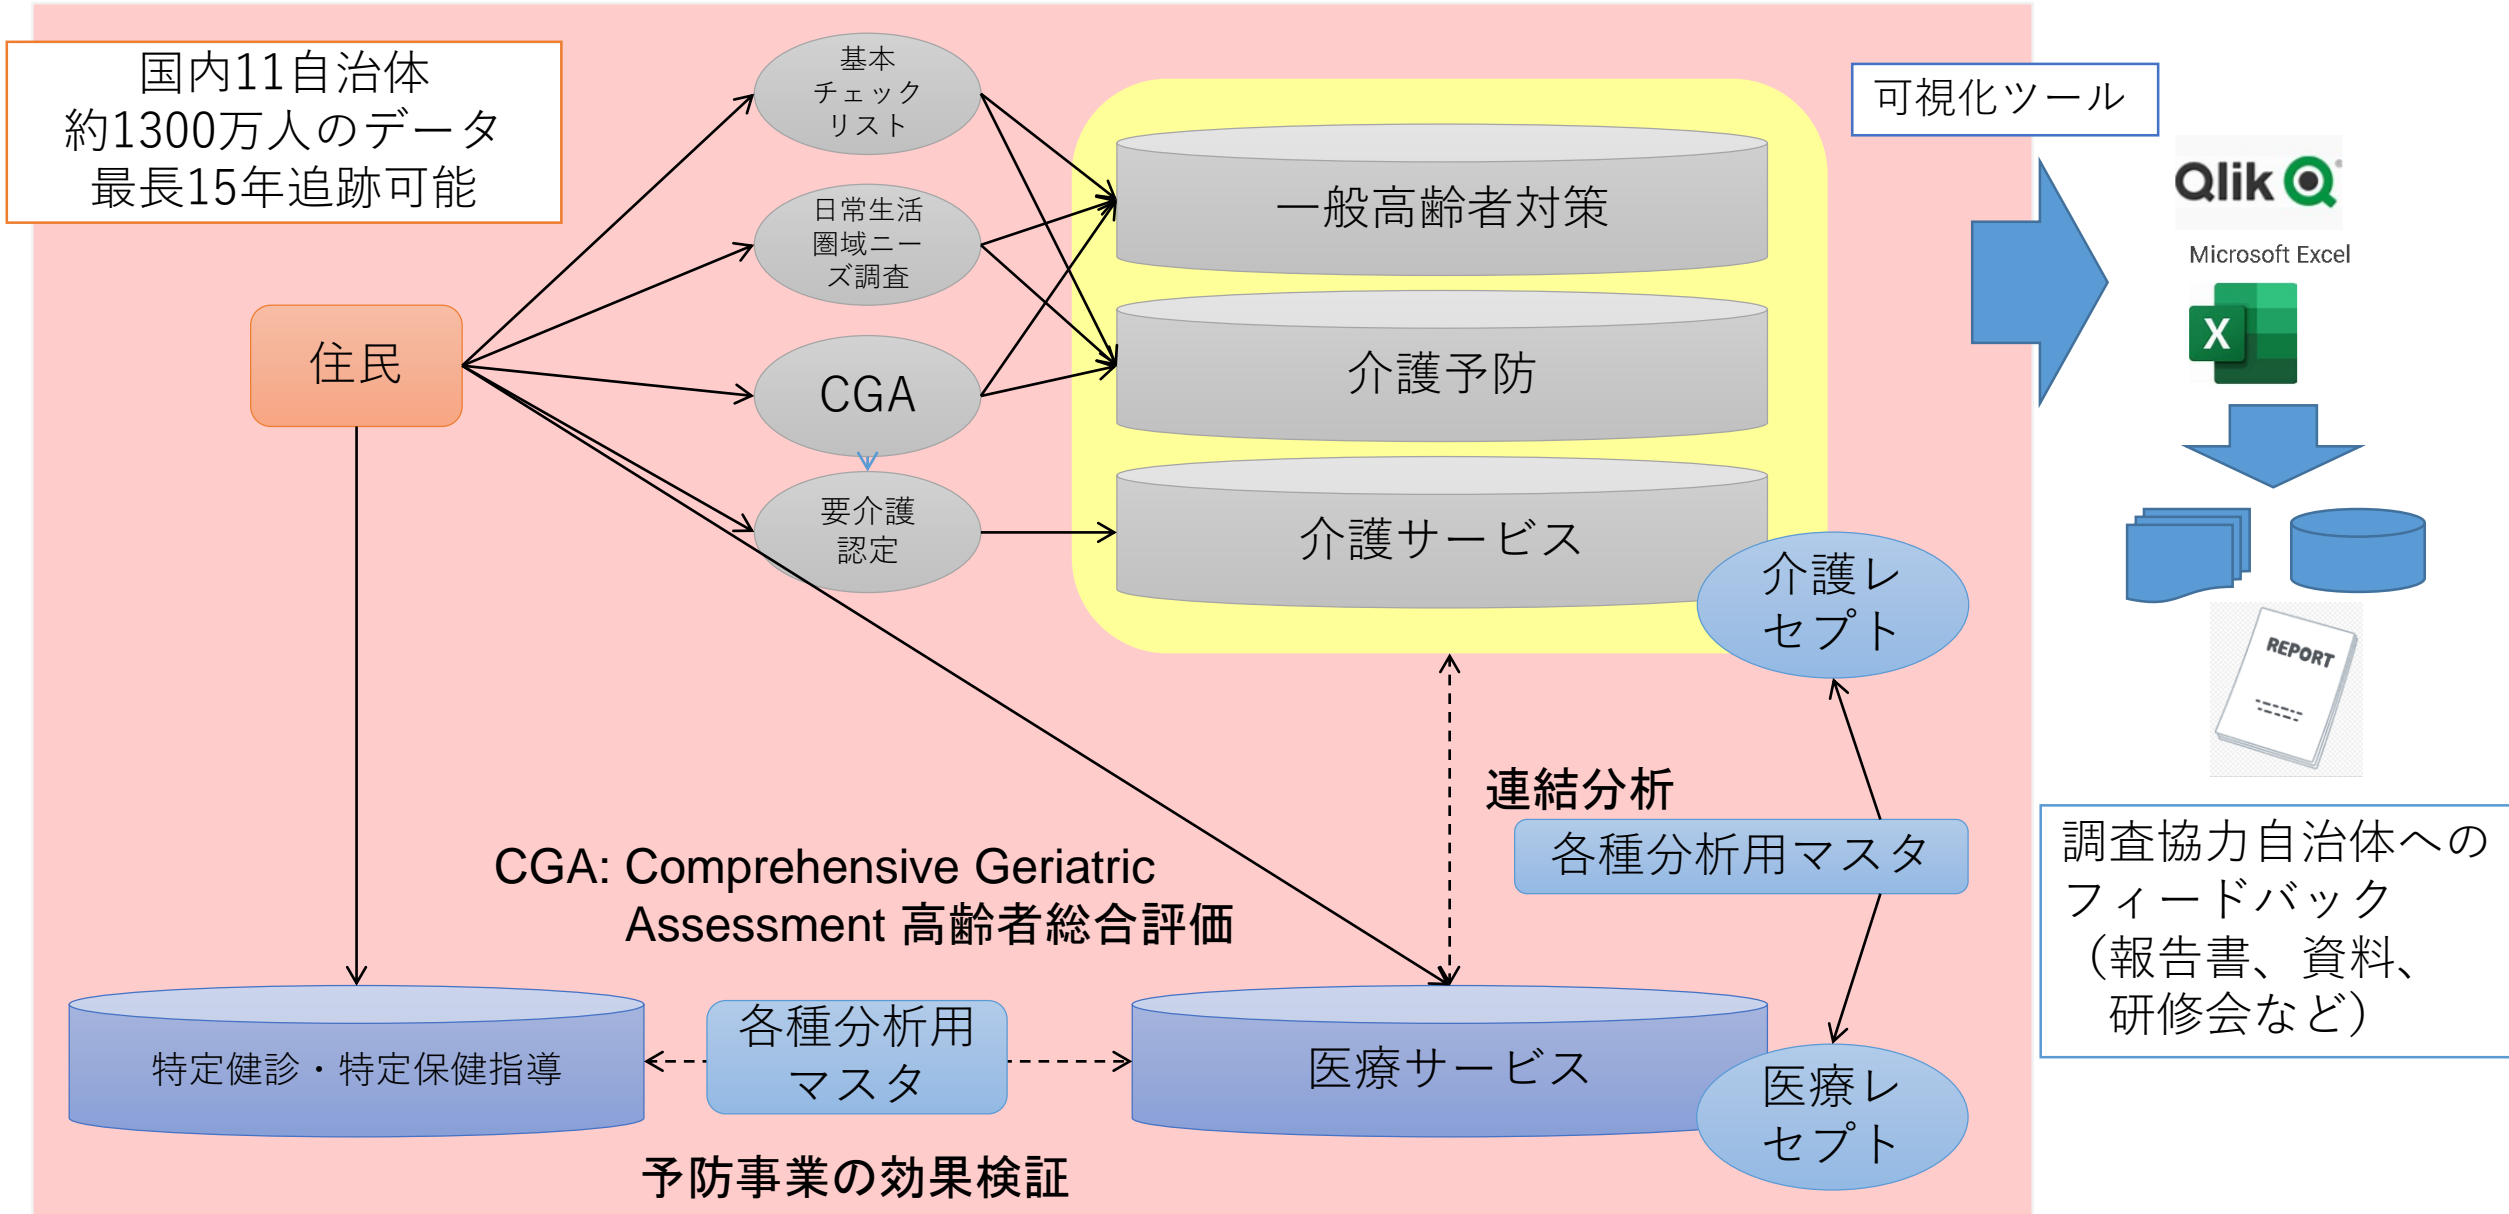 国内11自治体
約1300万人のデータ
最長15年追跡可能
基本
チェック
リスト
日常生活
圏域ニー
ズ調査
CGA
要介護
認定
住民
一般高齢者対策
介護予防
介護サービス
介護レ
セプト
可視化ツール
Qlik
Microsoft Excel
X
REPORT
連結分析
各種分析用マスタ
CGA: Comprehensive Geriatric
Assessment 高齢者総合評価
調査協力自治体への
フィードバック
（報告書、資料、
研修会など）
特定健診・特定保健指導
各種分析用
マスタ
医療サービス
医療レ
セプト
予防事業の効果検証